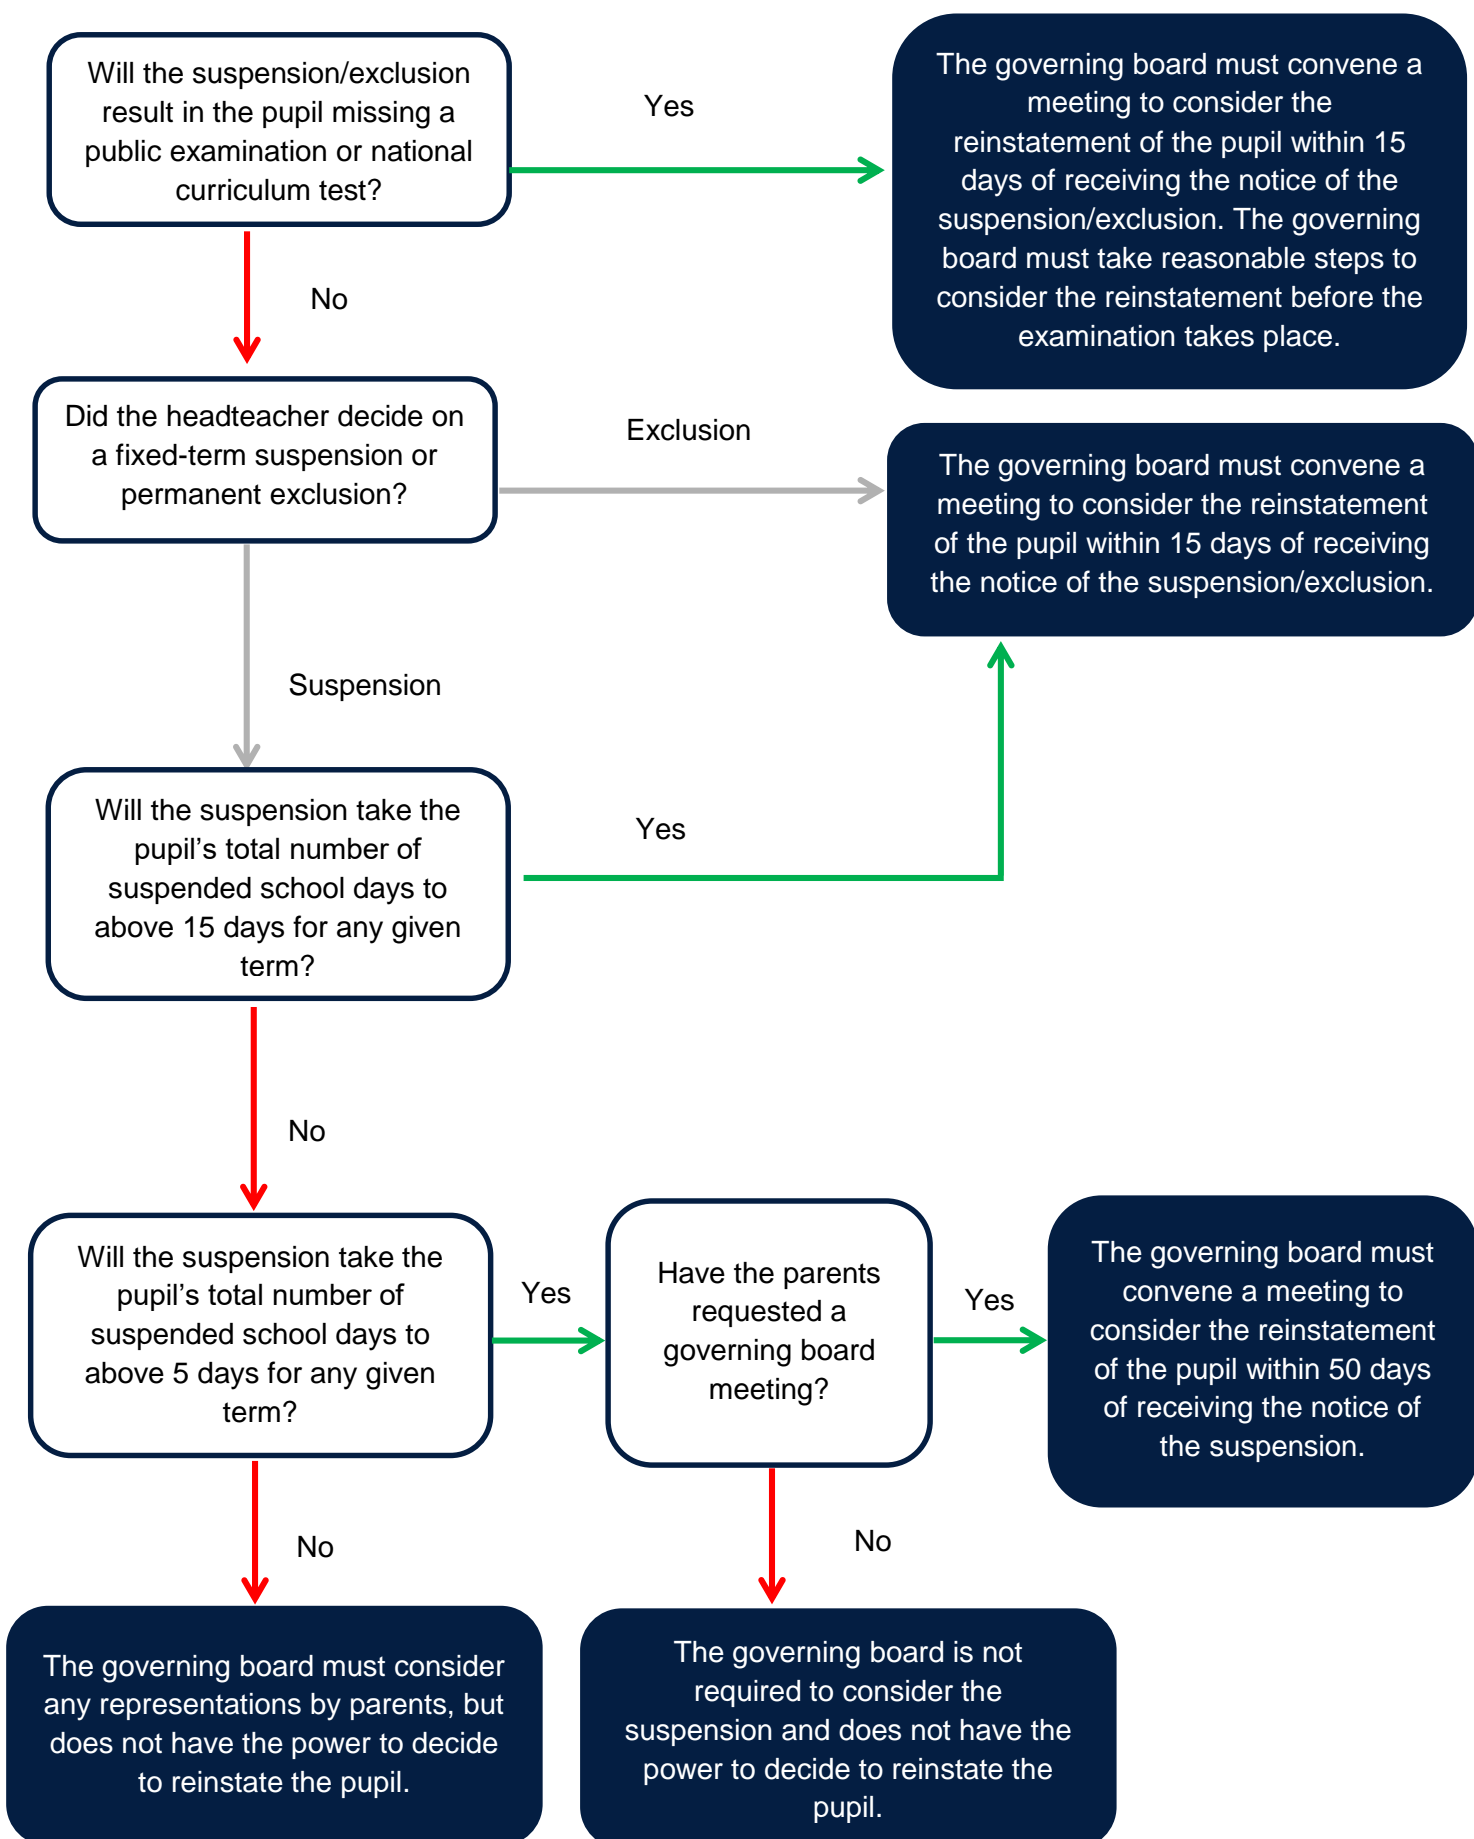 Will the suspension/exclusion
result in the pupil missing a
public examination or national
curriculum test?
Yes
The governing board must convene a
meeting to consider the
reinstatement of the pupil within 15
days of receiving the notice of the
suspension/exclusion. The governing
board must take reasonable steps to
consider the reinstatement before the
examination takes place.
No
Did the headteacher decide on
a fixed-term suspension or
permanent exclusion?
Exclusion
The governing board must convene a
meeting to consider the reinstatement
of the pupil within 15 days of receiving
the notice of the suspension/exclusion.
Suspension
Will the suspension take the
pupil’s total number of
suspended school days to
above 15 days for any given
term?
Yes
No
Will the suspension take the
pupil’s total number of
suspended school days to
above 5 days for any given
term?
Yes
Have the parents
requested a
governing board
meeting?
Yes
The governing board must
convene a meeting to
consider the reinstatement
of the pupil within 50 days
of receiving the notice of
the suspension.
No
No
The governing board must consider
any representations by parents, but
does not have the power to decide
to reinstate the pupil.
The governing board is not
required to consider the
suspension and does not have the
power to decide to reinstate the
pupil.